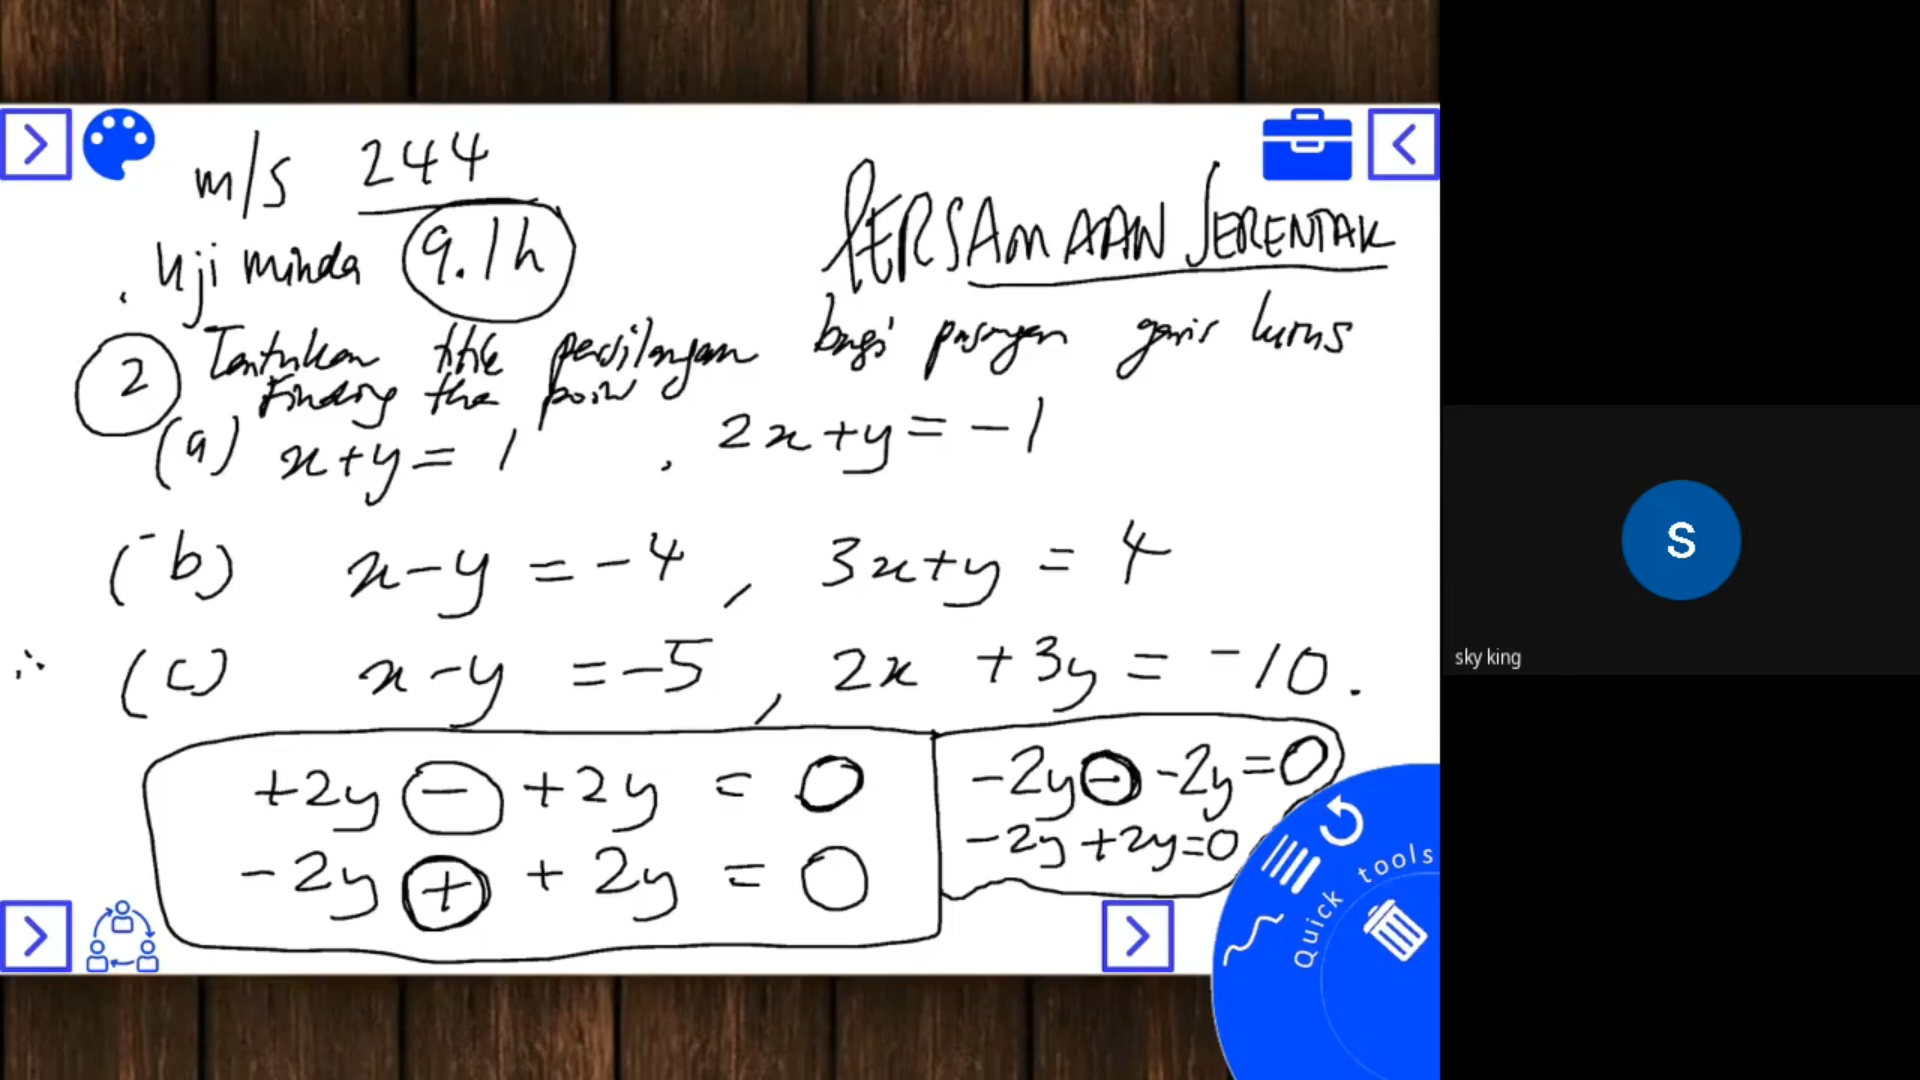 m/s 244
PERSAMAAN SERENTAK
Uji minda 9.1h
2 Tentukan titik persilangan bagi pasangan garis lurus
Finding the point
(a) x+y=1 , 2x+y=-1
(b) x-y=-4 , 3x+y=4
∴ (c) x-y=-5 , 2x+3y=-10.
+2y - +2y = 0
-2y + +2y = 0
-2y - -2y = 0
-2y + 2y = 0
Quick tools
S
sky king